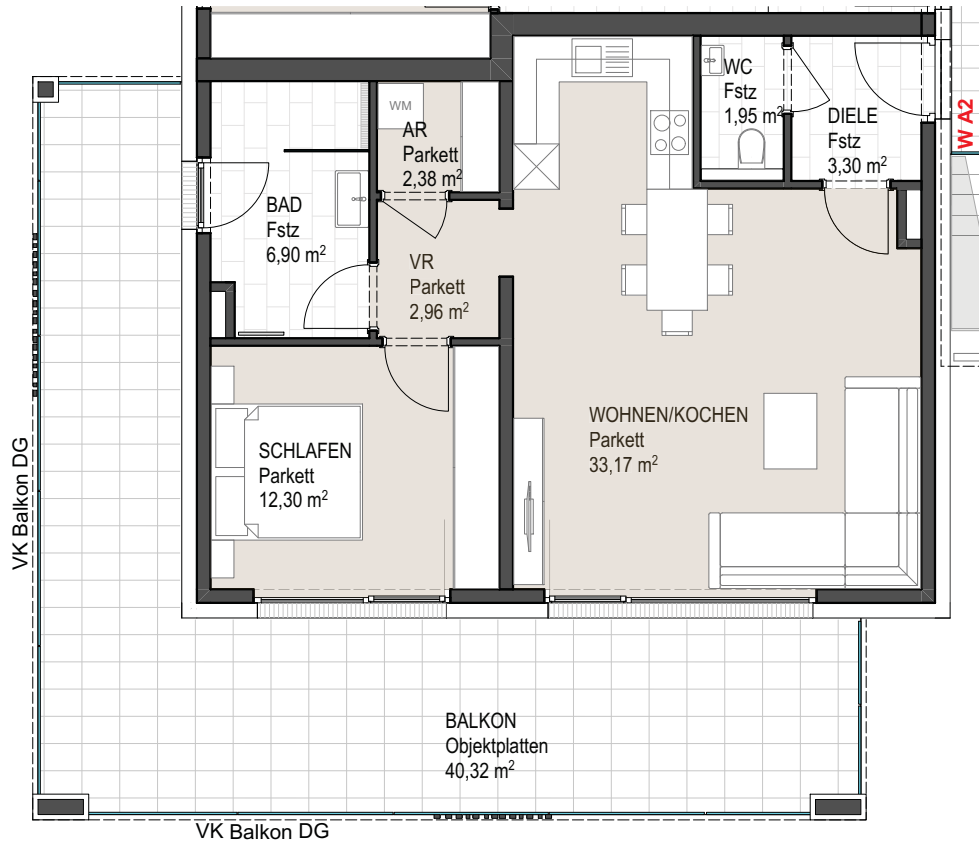 WC
Fstz
1,95 m²
DIELE
Fstz
3,30 m²
W A2
WM
AR
Parkett
2,38 m²
BAD
Fstz
6,90 m²
VR
Parkett
2,96 m²
WOHNEN/KOCHEN
Parkett
33,17 m²
SCHLAFEN
Parkett
12,30 m²
VK Balkon DG
BALKON
Objektplatten
40,32 m²
VK Balkon DG